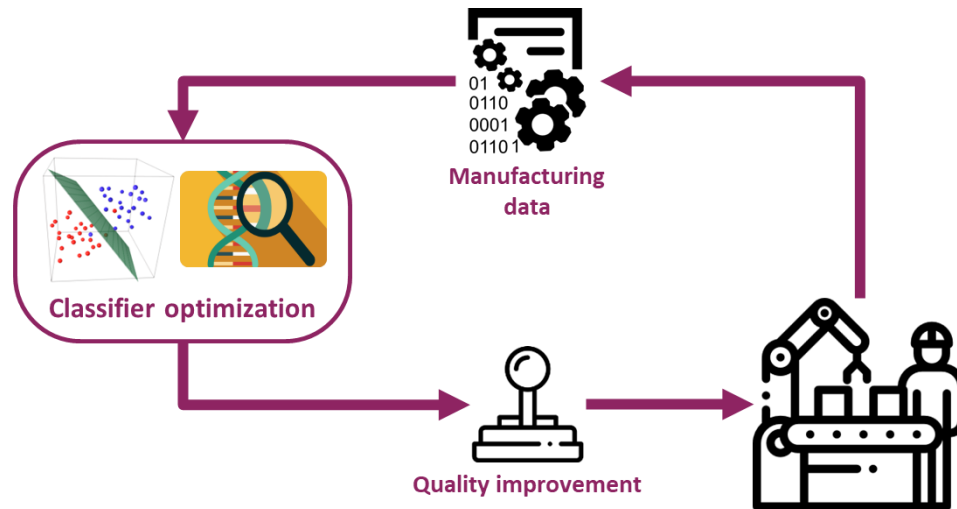 01
0110
0001
0110 1
Manufacturing
data
Classifier optimization
Quality improvement